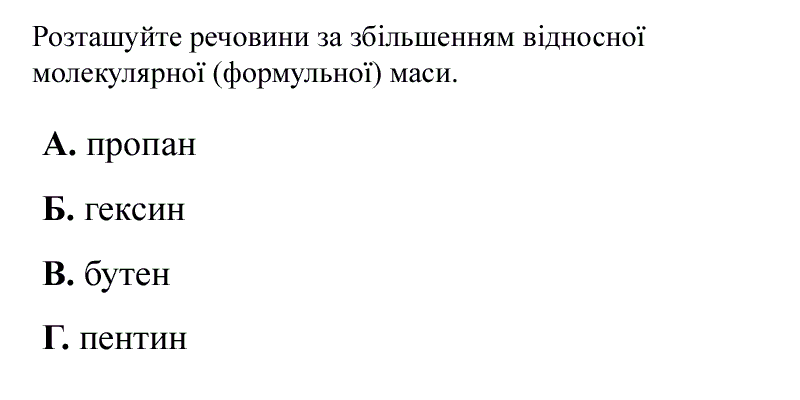 Розташуйте речовини за збільшенням відносної
молекулярної (формульної) маси.
А. пропан
Б. гексин
В. бутен
Г. пентин